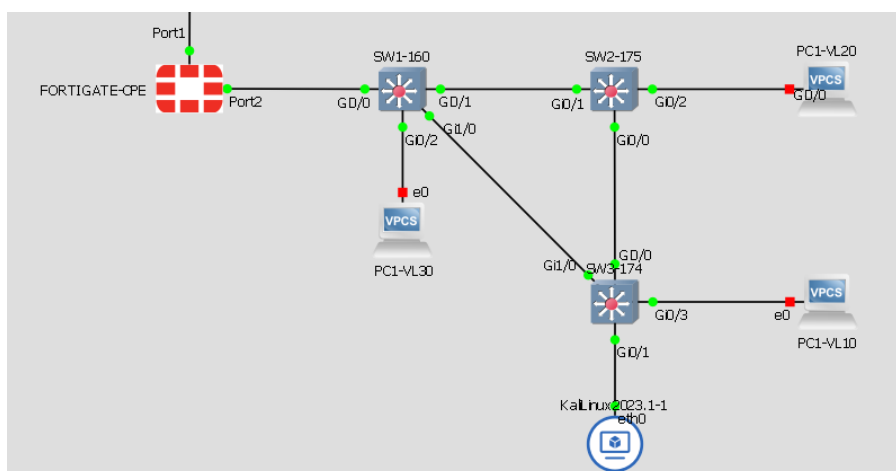 Port1
SW1-160
SW2-175
PC1-VL20
FORTIGATE-CPE
Port2
Gi0/0
Gi0/1
Gi0/1
Gi0/2
VPCS
Gi0/0
Gi1/0
Gi0/2
Gi0/0
e0
VPCS
PC1-VL30
Gi0/0
Gi1/0
SW3-174
VPCS
Gi0/3
e0
PC1-VL10
Gi0/1
KaliLinux2023.1-1
eth0